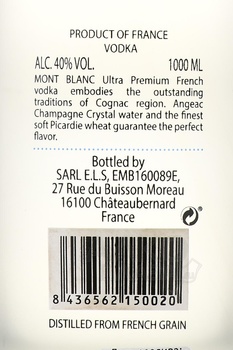 PRODUCT OF FRANCE
VODKA
ALC. 40% VOL. 1000 ML
MONT BLANC Ultra Premium French
vodka embodies the outstanding
traditions of Cognac region. Angeac
Champagne Crystal water and the finest
soft Picardie wheat guarantee the perfect
flavor.
Bottled by
SARL E.L.S, EMB160089E,
27 Rue du Buisson Moreau
16100 Châteaubernard
France
8 436562 150020
DISTILLED FROM FRENCH GRAIN